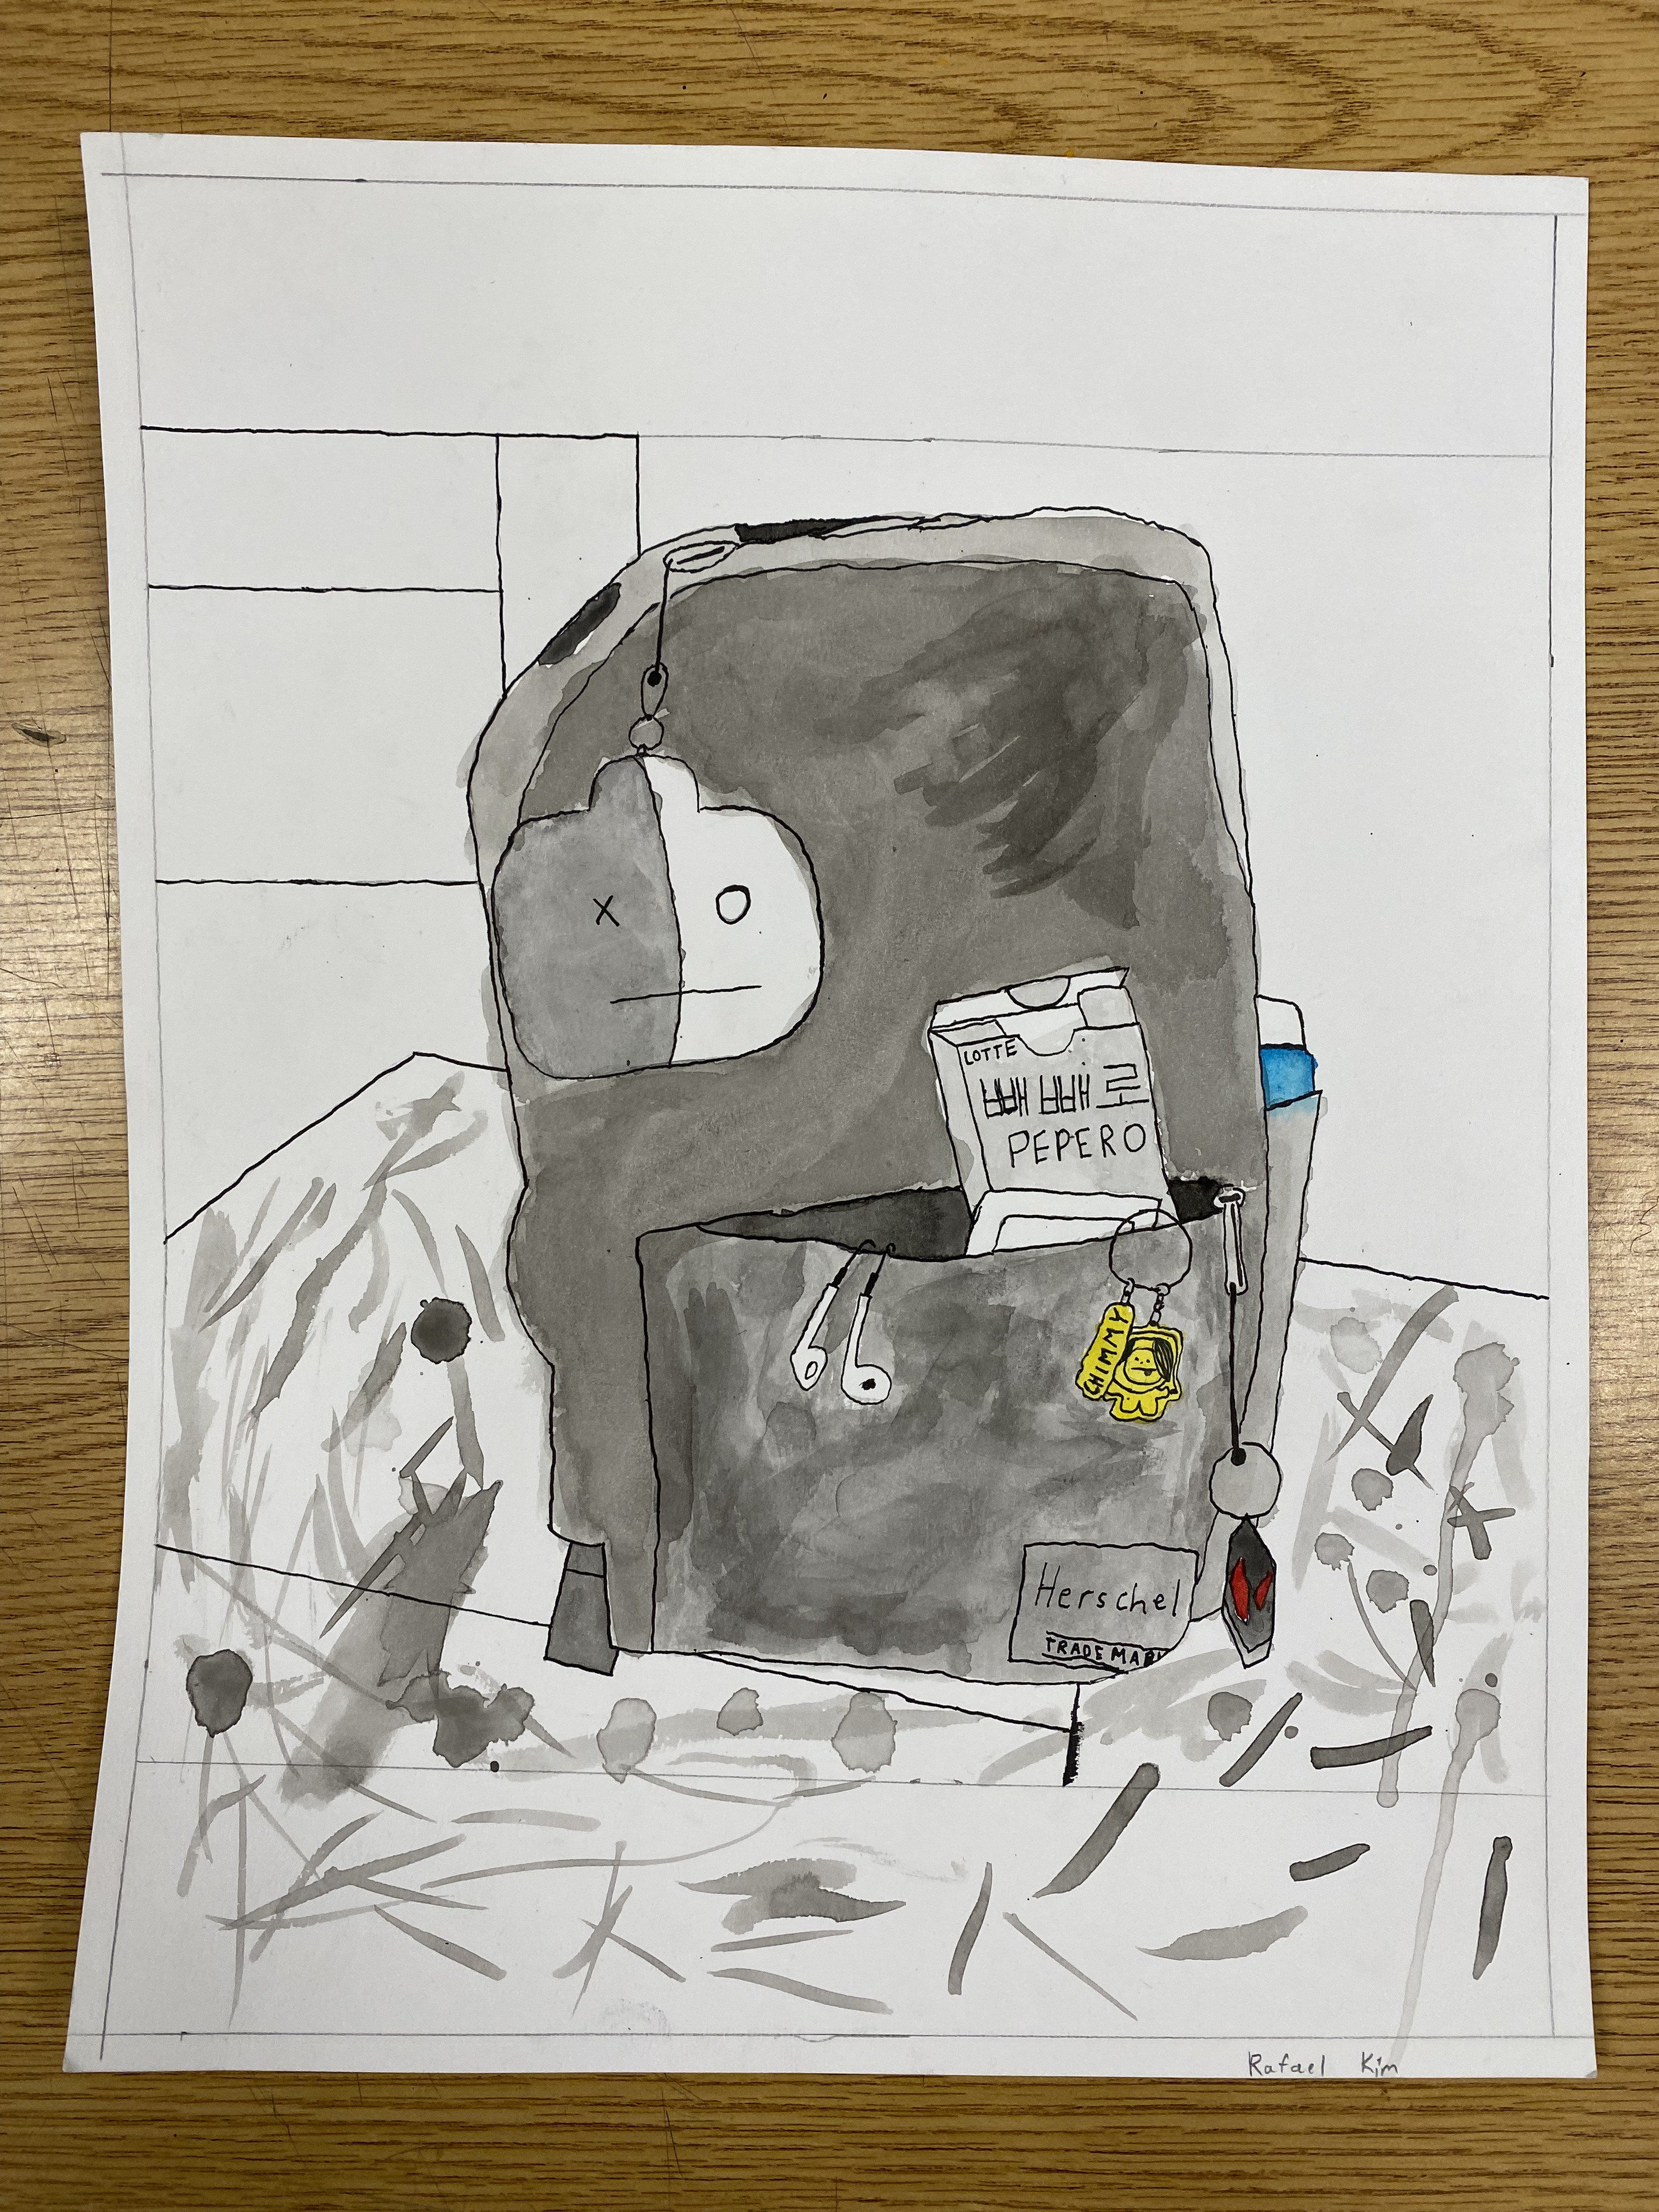 X O
LOTTE
빼빼로
PEPERO
CHIMMY
Herschel
TRADEMARK
Rafael Kim